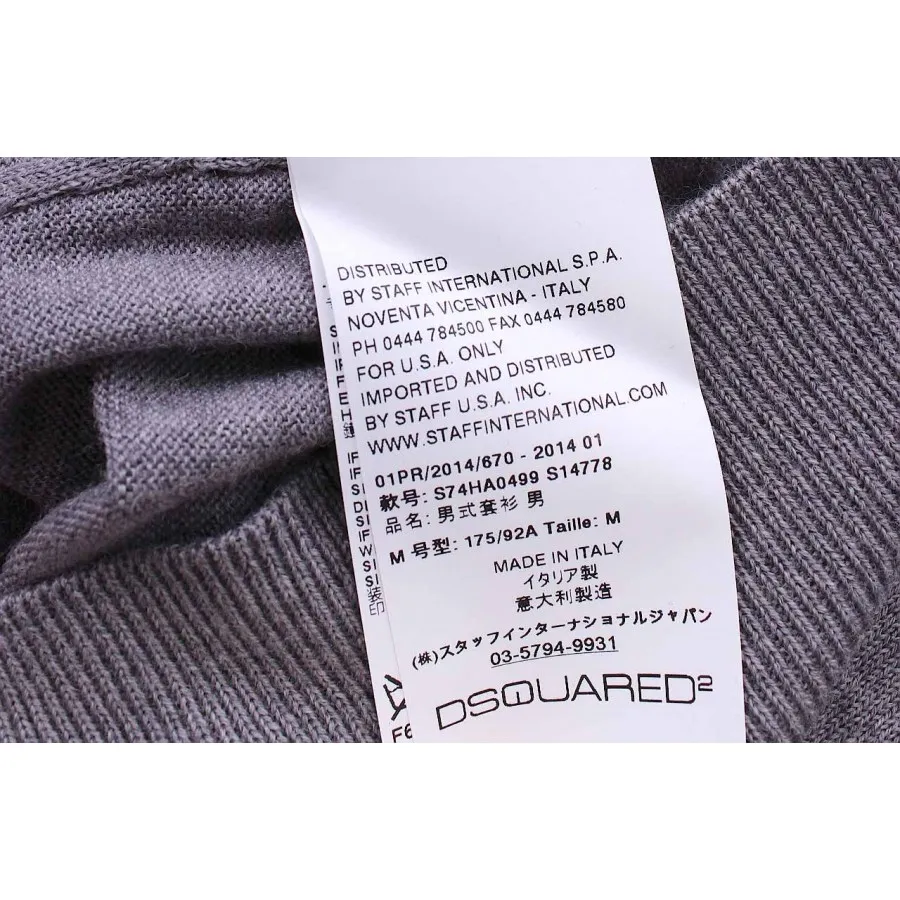 DISTRIBUTED
BY STAFF INTERNATIONAL S.P.A.
NOVENTA VICENTINA - ITALY
PH 0444 784500 FAX 0444 784580
FOR U.S.A. ONLY
IMPORTED AND DISTRIBUTED
BY STAFF U.S.A. INC.
WWW.STAFFINTERNATIONAL.COM
01PR/2014/670 - 2014 01
款号: S74HA0499 S14778
品名: 男式套衫 男
M 号型: 175/92A Taille: M
MADE IN ITALY
イタリア製
意大利製造
(株)スタッフインターナショナルジャパン
03-5794-9931
DSQUARED2